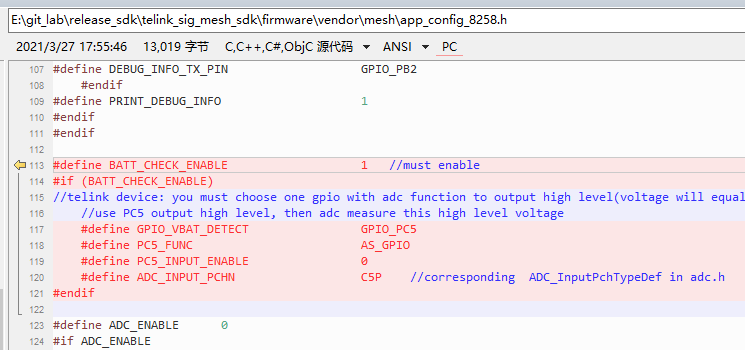 E:\git_lab\release_sdk\telink_sig_mesh_sdk\firmware\vendor\mesh\app_config_8258.h
2021/3/27 17:55:46 13,019 字节 C,C++,C#,ObjC 源代码 ANSI PC
107 #define DEBUG_INFO_TX_PIN GPIO_PB2
108 #endif
109 #define PRINT_DEBUG_INFO 1
110 #endif
111 #endif
112
113 #define BATT_CHECK_ENABLE 1 //must enable
114 #if (BATT_CHECK_ENABLE)
115 //telink device: you must choose one gpio with adc function to output high level(voltage will equal
116 //use PC5 output high level, then adc measure this high level voltage
117 #define GPIO_VBAT_DETECT GPIO_PC5
118 #define PC5_FUNC AS_GPIO
119 #define PC5_INPUT_ENABLE 0
120 #define ADC_INPUT_PCHN C5P //corresponding ADC_InputPchTypeDef in adc.h
121 #endif
122
123 #define ADC_ENABLE 0
124 #if ADC_ENABLE